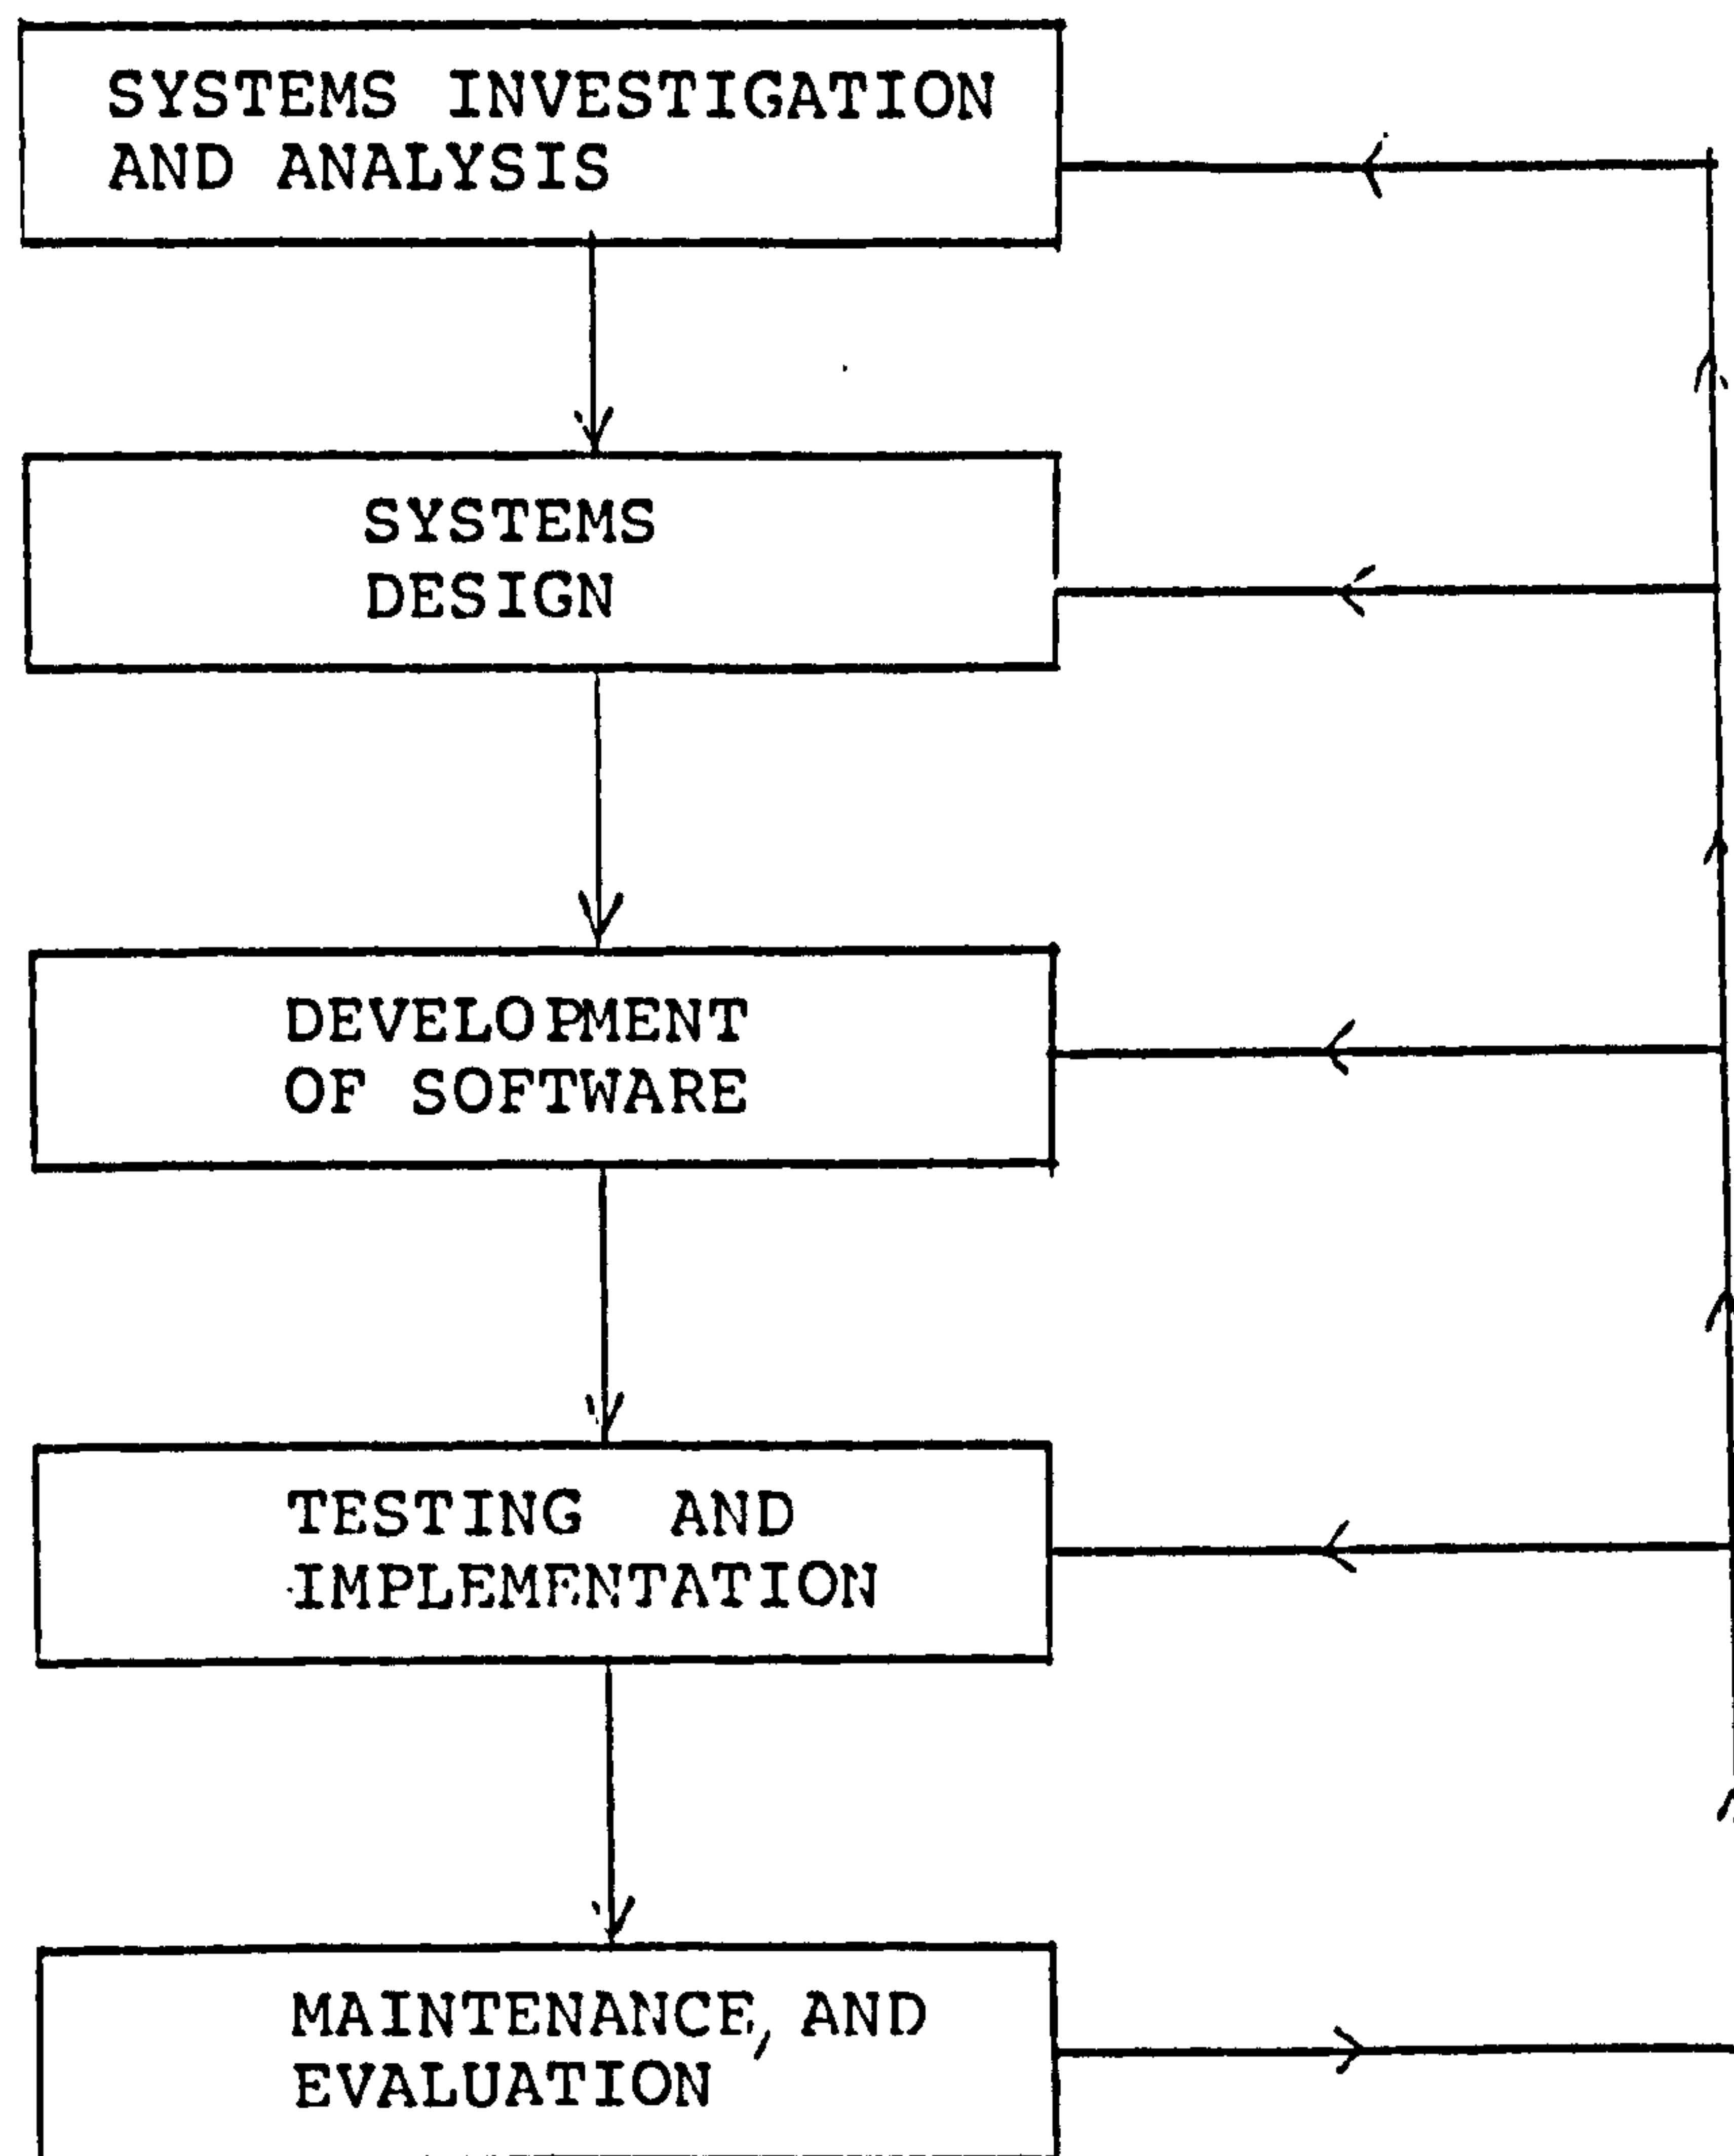 SYSTEMS INVESTIGATION
AND ANALYSIS
SYSTEMS
DESIGN
DEVELOPMENT
OF SOFTWARE
TESTING AND
IMPLEMENTATION
MAINTENANCE, AND
EVALUATION